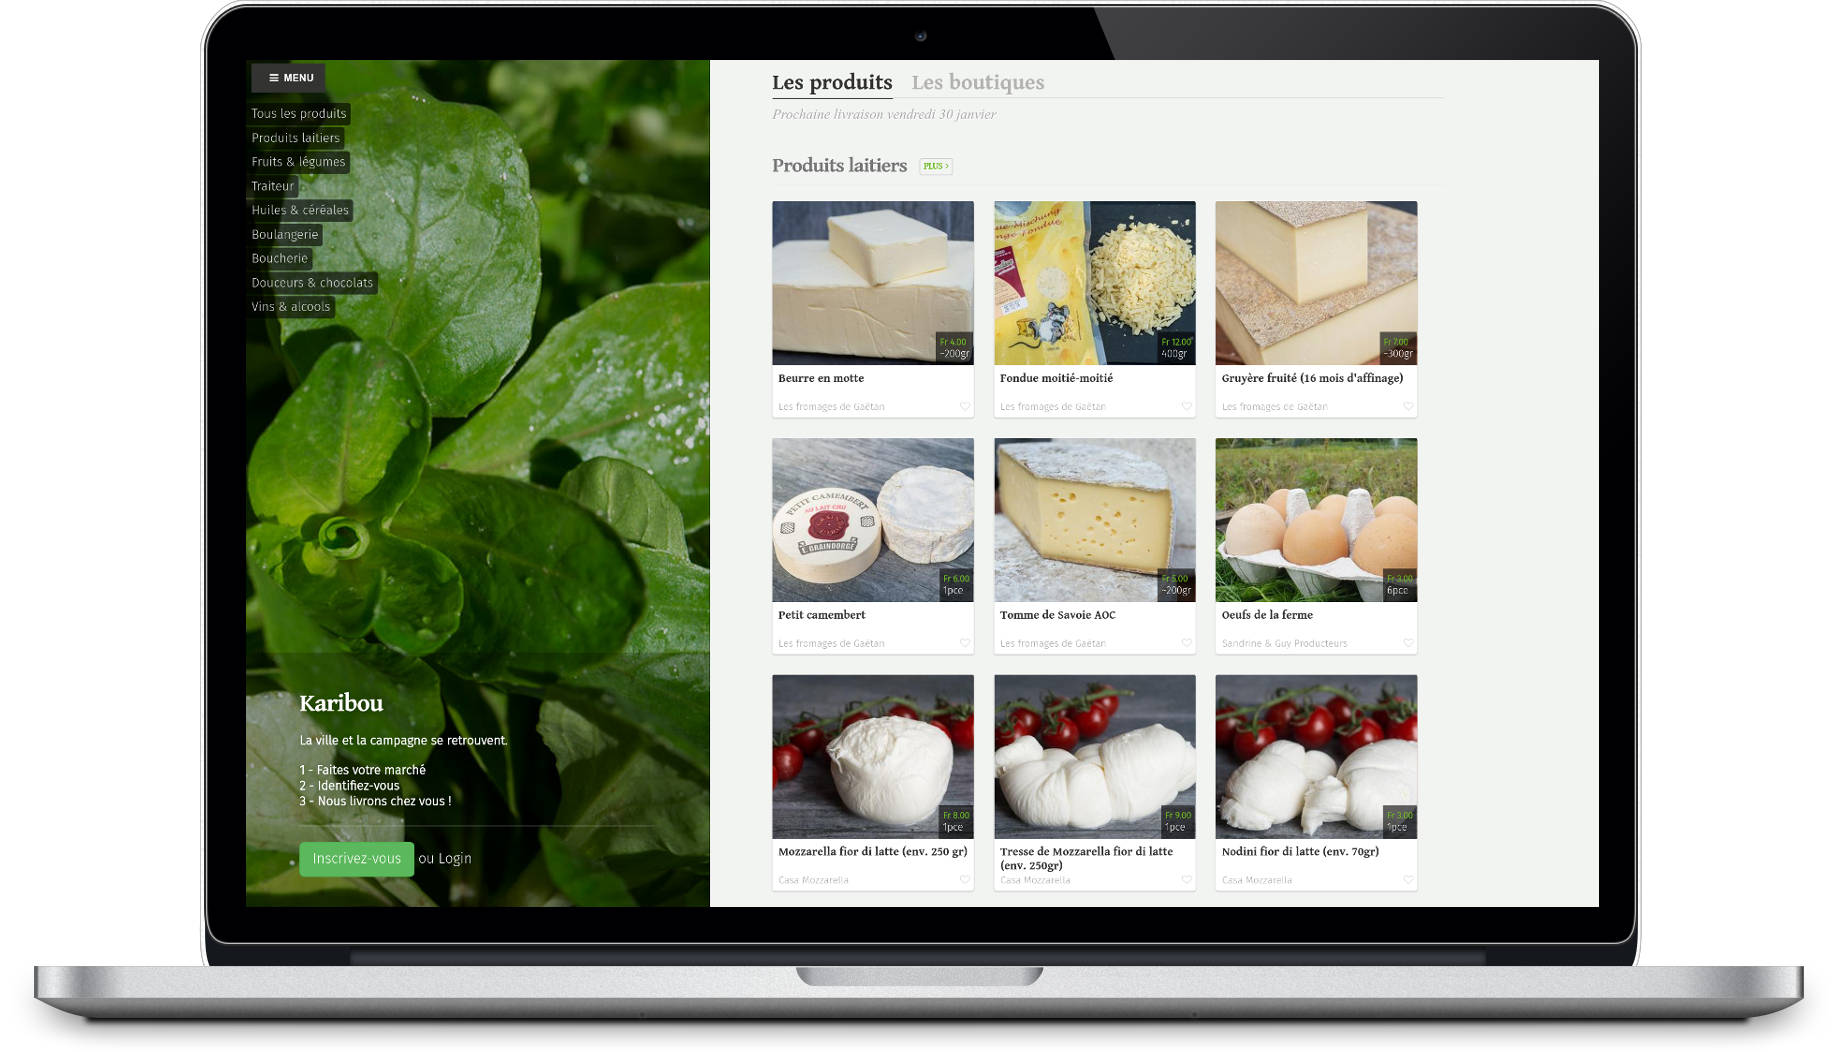 MENU
Tous les produits
Produits laitiers
Fruits & légumes
Traiteur
Huiles & céréales
Boulangerie
Boucherie
Douceurs & chocolats
Vins & alcools
Karibou
La ville et la campagne se retrouvent.
1 - Faites votre marché
2 - Identifiez-vous
3 - Nous livrons chez vous !
Inscrivez-vous ou Login
Les produits Les boutiques
Prochaine livraison vendredi 30 janvier
Produits laitiers PLUS >
Fr 4.00
~200gr
Beurre en motte
Les fromages de Gaëtan
Fr 12.00
400gr
Fondue moitié-moitié
Les fromages de Gaëtan
Fr 7.00
~300gr
Gruyère fruité (16 mois d'affinage)
Les fromages de Gaëtan
PETIT CAMEMBERT
AU LAIT CRU
E. GRAINDORGE
Fr 6.00
1pce
Petit camembert
Les fromages de Gaëtan
Fr 5.00
~200gr
Tomme de Savoie AOC
Les fromages de Gaëtan
Fr 3.00
6pce
Oeufs de la ferme
Sandrine & Guy Producteurs
Fr 8.00
1pce
Mozzarella fior di latte (env. 250 gr)
Casa Mozzarella
Fr 9.00
1pce
Tresse de Mozzarella fior di latte
(env. 250gr)
Casa Mozzarella
Fr 3.00
1pce
Nodini fior di latte (env. 70gr)
Casa Mozzarella